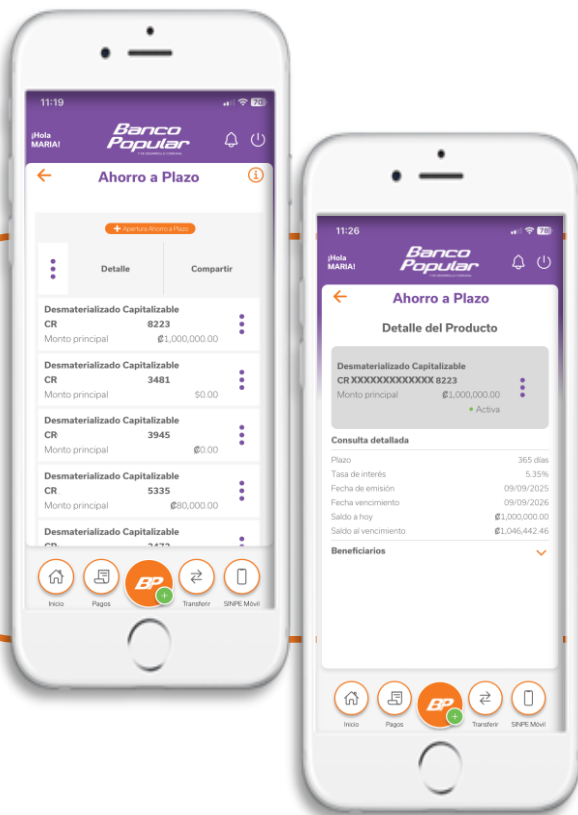 11:19
70
¡Hola
MARIA!
Banco
Popular
Ahorro a Plazo
+ Apertura Ahorro a Plazo
Detalle Compartir
Desmaterializado Capitalizable
CR 8223
Monto principal ₡1,000,000.00
Desmaterializado Capitalizable
CR 3481
Monto principal $0.00
Desmaterializado Capitalizable
CR 3945
Monto principal ₡0.00
Desmaterializado Capitalizable
CR 5335
Monto principal ₡80,000.00
Desmaterializado Capitalizable
BP
Inicio Pagos Transferir SINPE Móvil
11:26
70
¡Hola
MARIA!
Banco
Popular
Ahorro a Plazo
Detalle del Producto
Desmaterializado Capitalizable
CR XXXXXXXXXXXXX 8223
Monto principal ₡1,000,000.00
Activa
Consulta detallada
Plazo 365 días
Tasa de interés 5.35%
Fecha de emisión 09/09/2025
Fecha vencimiento 09/09/2026
Saldo a hoy ₡1,000,000.00
Saldo al vencimiento ₡1,046,442.46
Beneficiarios
BP
Inicio Pagos Transferir SINPE Móvil